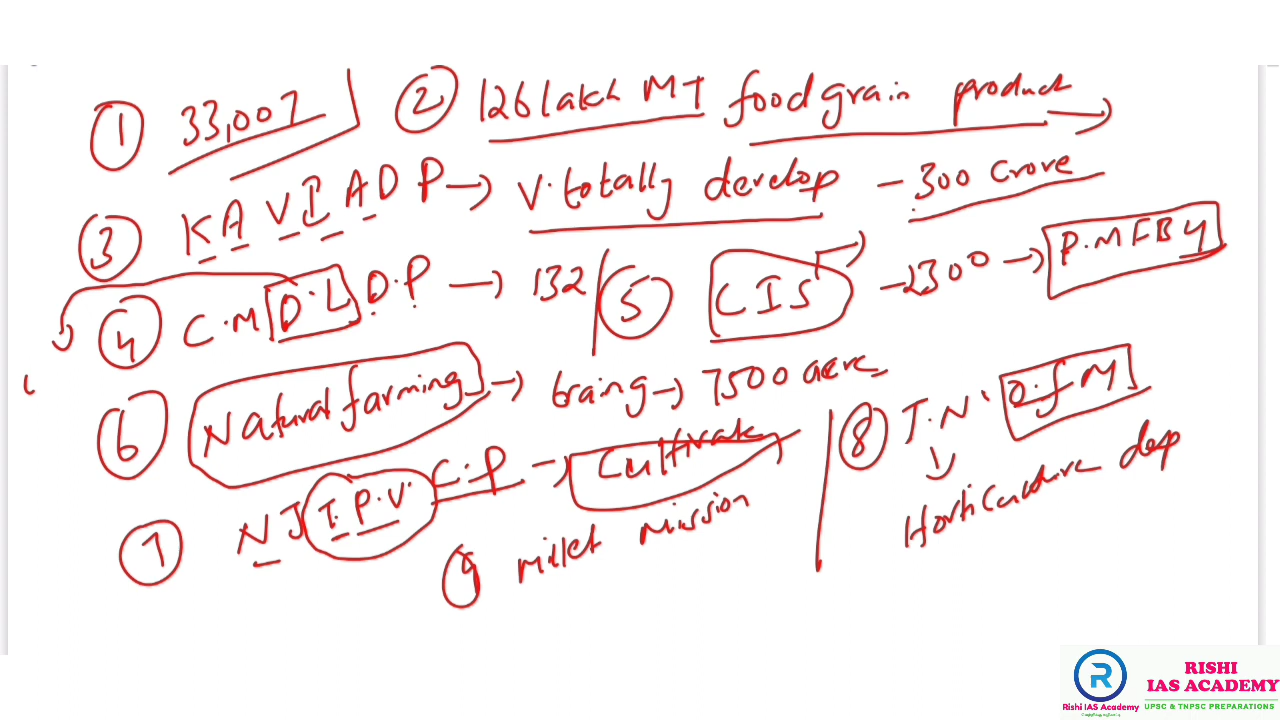 ① 33,007 ② 126 lakh MT food grain product →
③ KAVIADP → V. totally develop - 300 Crore
④ C.M D.L D.P → 132 ⑤ CIS → - 2300 → P.MFBY
⑥ Natural farming → traing → 7500 acre
⑦ NJ T.P.V. C.P → Cultivate ⑧ T.N. O.f M
Horticulture dep
⑨ millet mission
R
RISHI
IAS ACADEMY
Rishi IAS Academy
UPSC & TNPSC PREPARATIONS